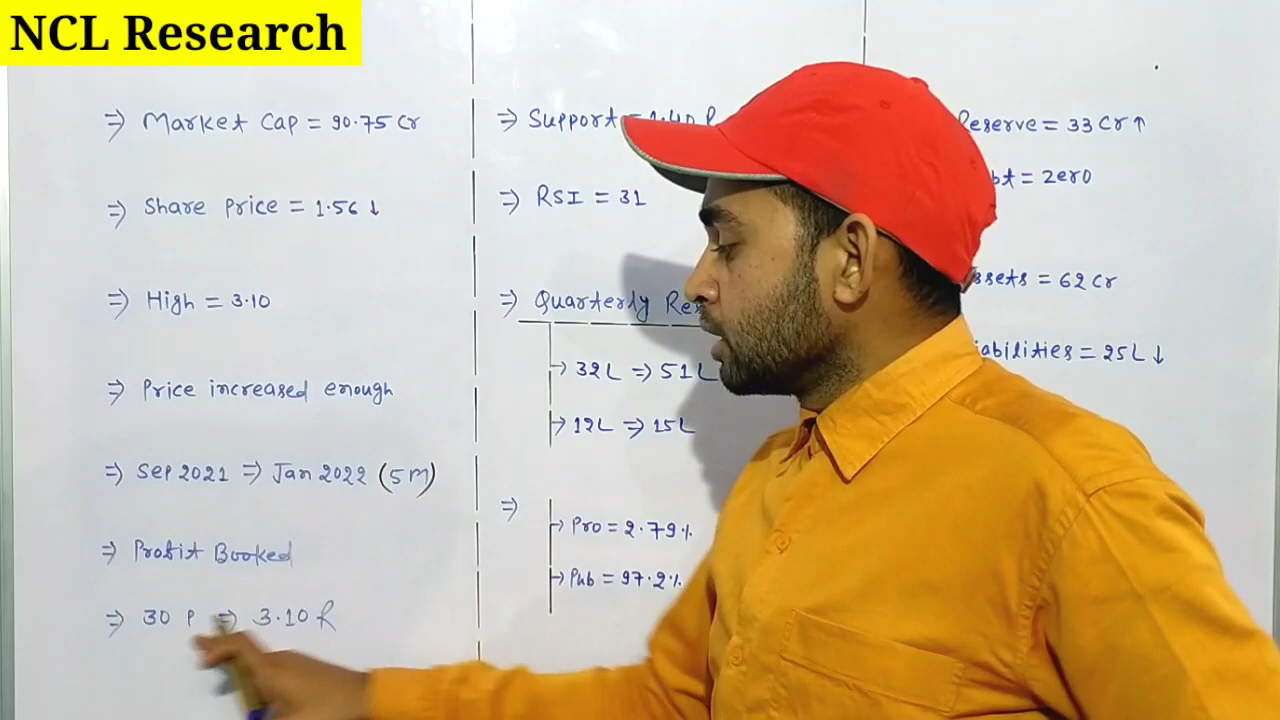 NCL Research
⇒ Market Cap = 90.75 Cr
⇒ Share Price = 1.56 ↓
⇒ High = 3.10
⇒ Price increased enough
⇒ Sep 2021 ⇒ Jan 2022 (5M)
⇒ Profit Booked
⇒ 30 P ⇒ 3.10 R
⇒ Support =
⇒ RSI = 31
⇒ Quarterly
→ 32L ⇒ 51L
→ 12L ⇒ 15L
⇒
→ Pro = 2.79%
→ Pub = 97.2%
Reserve = 33 Cr ↑
= Zero
= 62 Cr
= 25L ↓